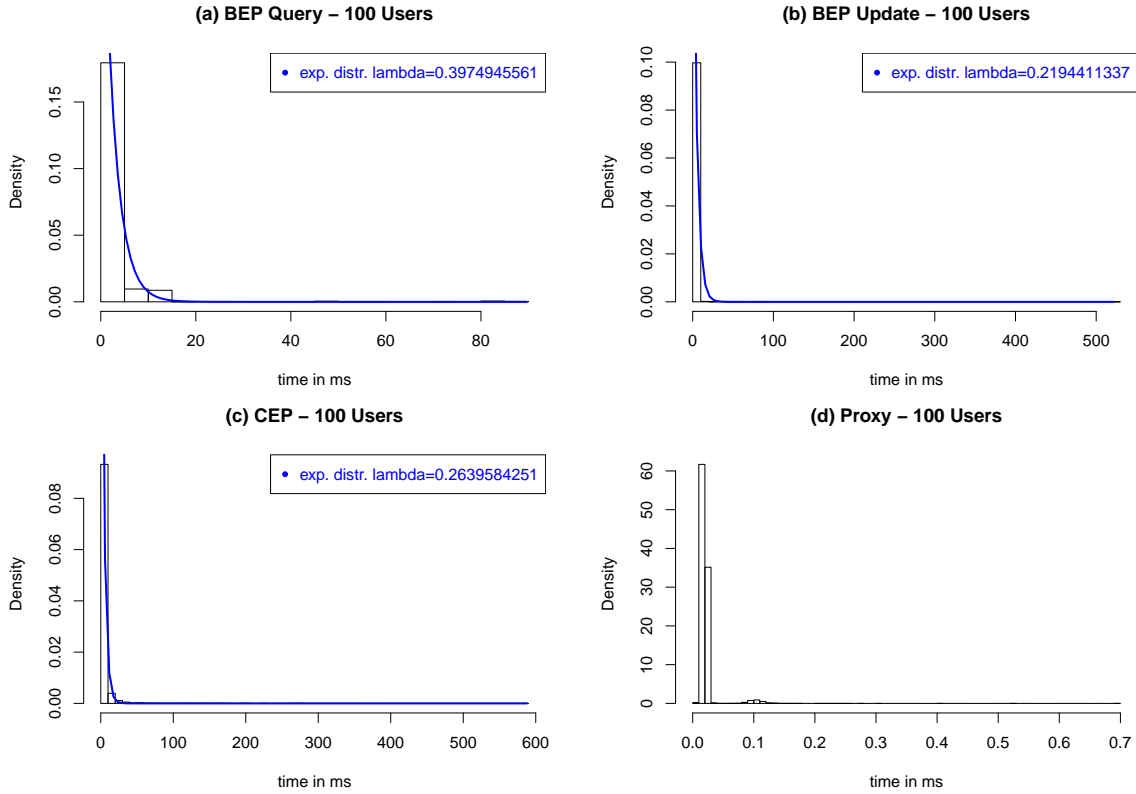 (a) BEP Query − 100 Users
exp. distr. lambda=0.3974945561
Density
0.00 0.05 0.10 0.15
0 20 40 60 80
time in ms
(b) BEP Update − 100 Users
exp. distr. lambda=0.2194411337
Density
0.00 0.02 0.04 0.06 0.08 0.10
0 100 200 300 400 500
time in ms
(c) CEP − 100 Users
exp. distr. lambda=0.2639584251
Density
0.00 0.02 0.04 0.06 0.08
0 100 200 300 400 500 600
time in ms
(d) Proxy − 100 Users
Density
0 10 20 30 40 50 60
0.0 0.1 0.2 0.3 0.4 0.5 0.6 0.7
time in ms